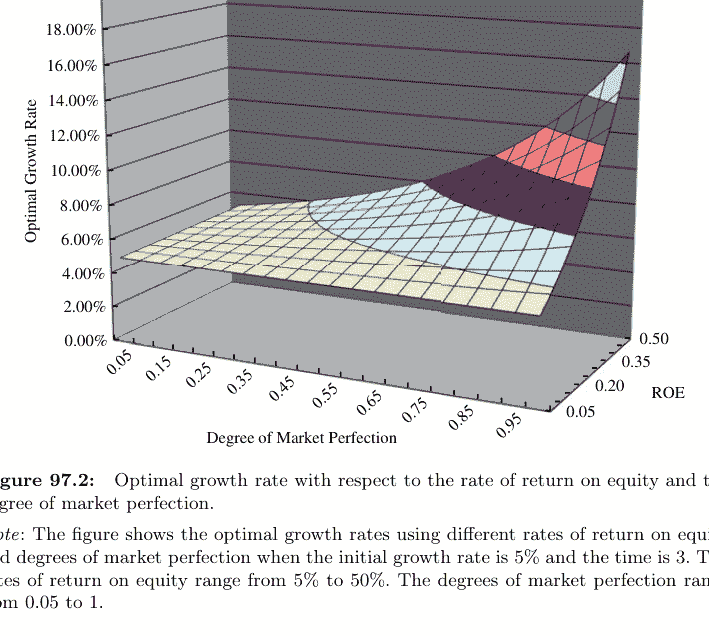 18.00%
16.00%
14.00%
12.00%
10.00%
8.00%
6.00%
4.00%
2.00%
0.00%
Optimal Growth Rate
0.05
0.15
0.25
0.35
0.45
0.55
0.65
0.75
0.85
0.95
Degree of Market Perfection
0.50
0.35
0.20
0.05
ROE
gure 97.2: Optimal growth rate with respect to the rate of return on equity and t
gree of market perfection.
ote: The figure shows the optimal growth rates using different rates of return on equi
d degrees of market perfection when the initial growth rate is 5% and the time is 3. T
tes of return on equity range from 5% to 50%. The degrees of market perfection ran
om 0.05 to 1.